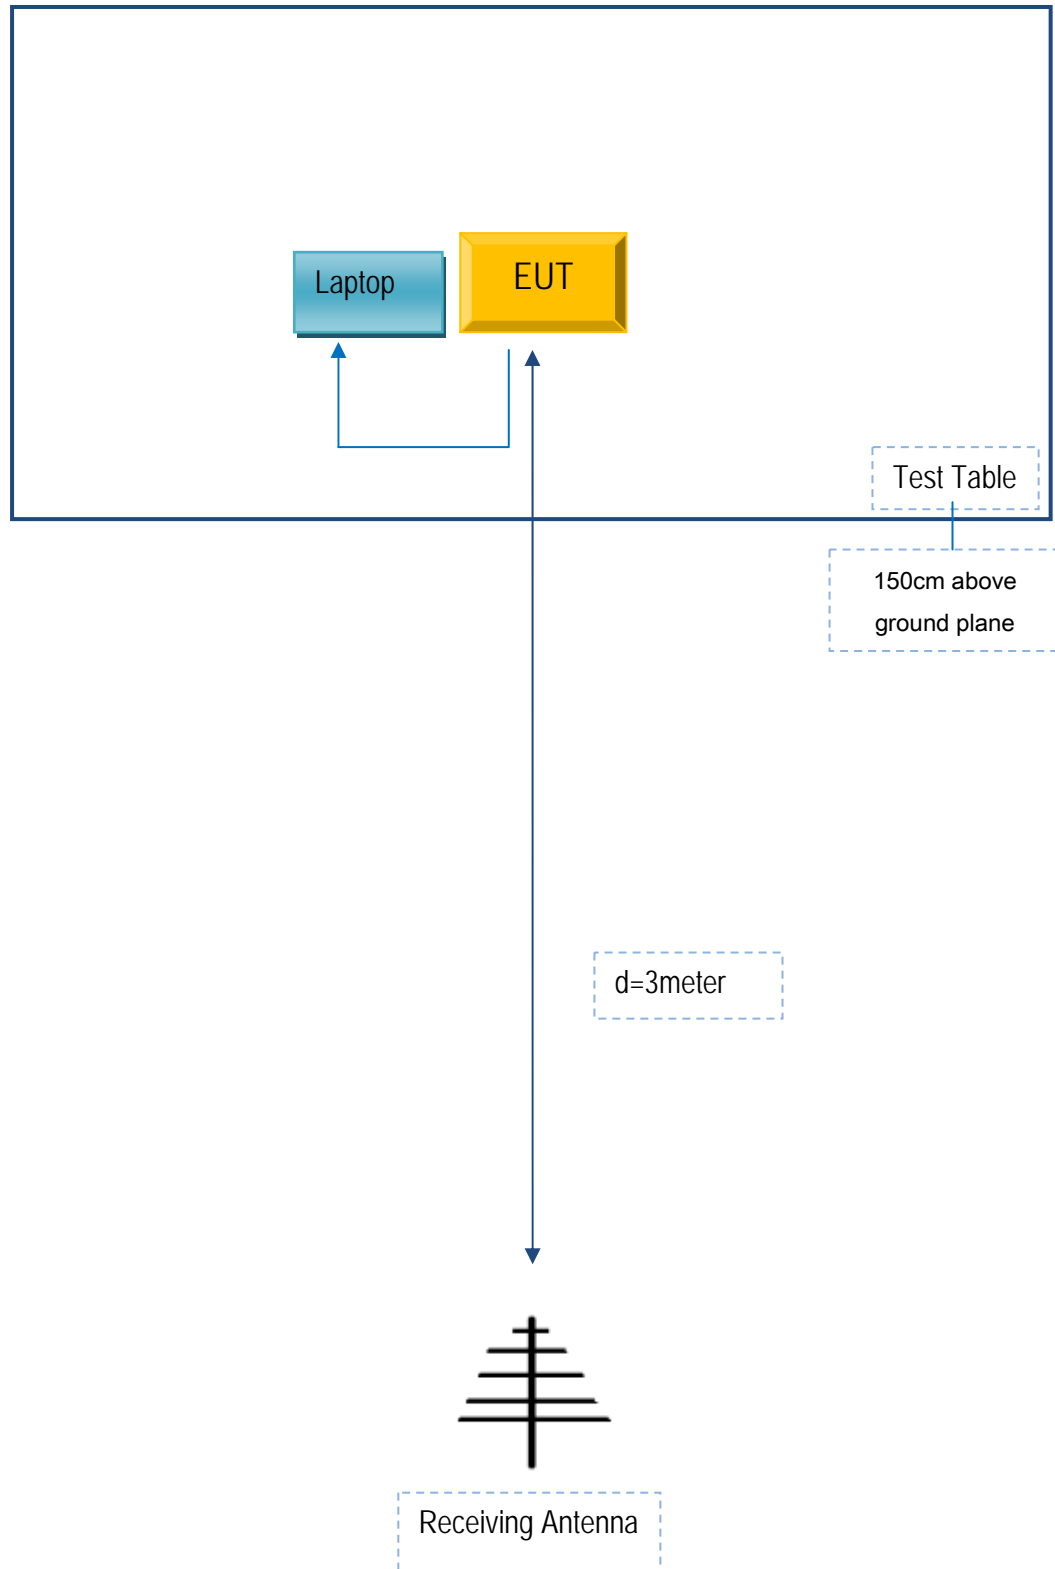 Laptop
EUT
Test Table
150cm above
ground plane
d=3meter
Receiving Antenna